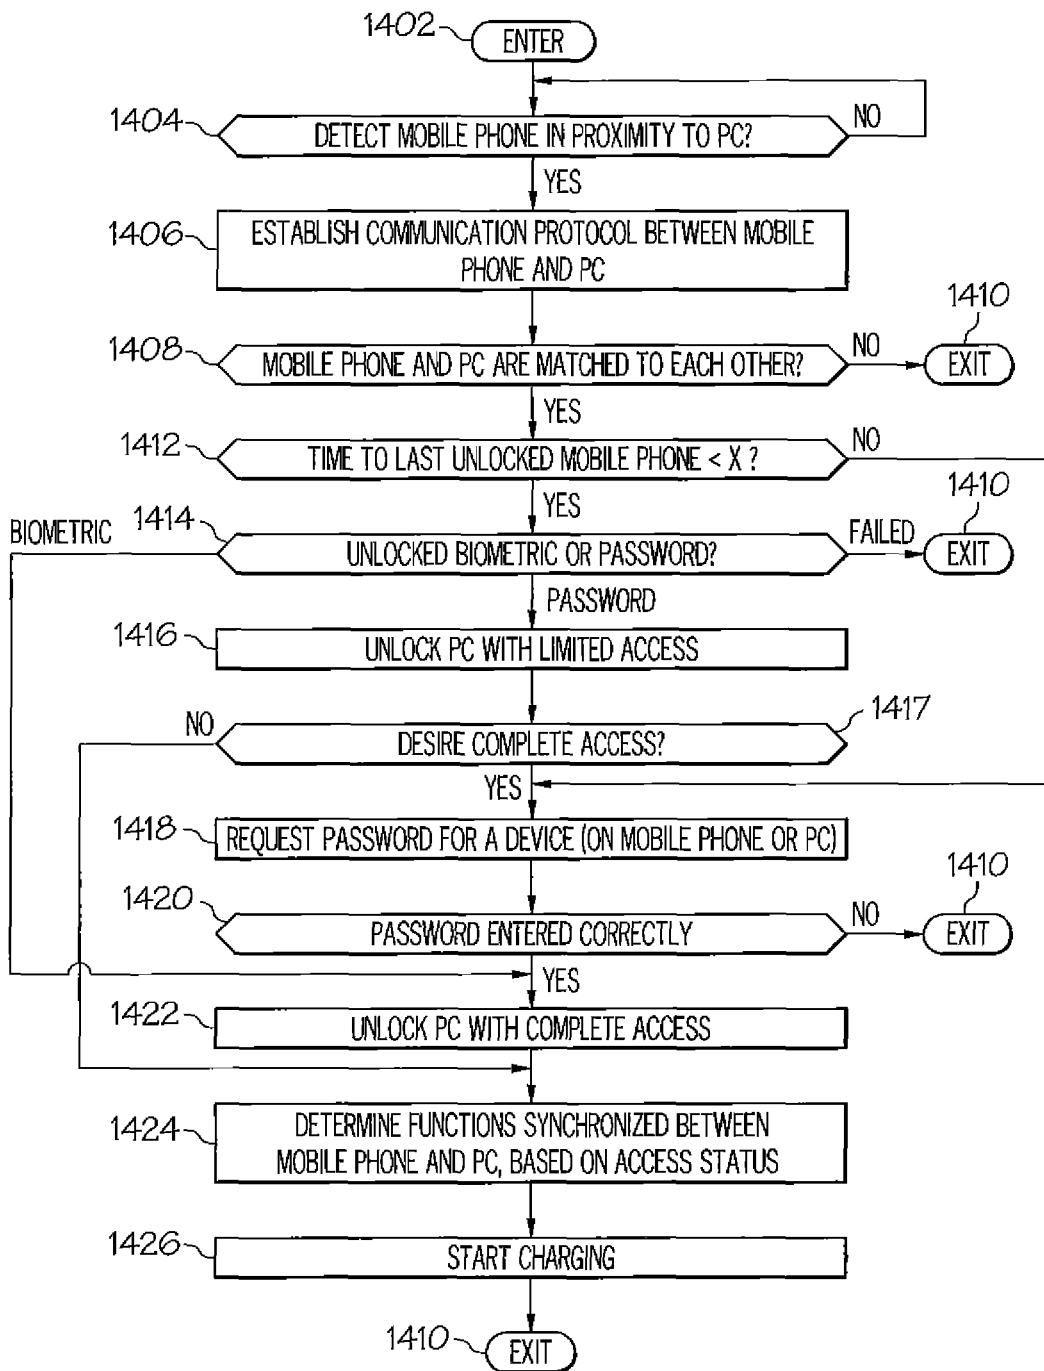 1402
ENTER
1404
DETECT MOBILE PHONE IN PROXIMITY TO PC?
NO
YES
1406
ESTABLISH COMMUNICATION PROTOCOL BETWEEN MOBILE
PHONE AND PC
1408
MOBILE PHONE AND PC ARE MATCHED TO EACH OTHER?
NO
1410
EXIT
YES
1412
TIME TO LAST UNLOCKED MOBILE PHONE < X ?
NO
YES
BIOMETRIC
1414
UNLOCKED BIOMETRIC OR PASSWORD?
FAILED
1410
EXIT
PASSWORD
1416
UNLOCK PC WITH LIMITED ACCESS
NO
DESIRE COMPLETE ACCESS?
1417
YES
1418
REQUEST PASSWORD FOR A DEVICE (ON MOBILE PHONE OR PC)
1420
PASSWORD ENTERED CORRECTLY
NO
1410
EXIT
YES
1422
UNLOCK PC WITH COMPLETE ACCESS
1424
DETERMINE FUNCTIONS SYNCHRONIZED BETWEEN
MOBILE PHONE AND PC, BASED ON ACCESS STATUS
1426
START CHARGING
1410
EXIT